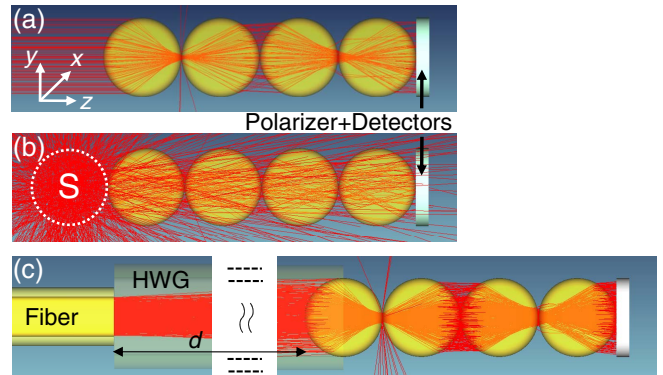 (a)
y
x
z
Polarizer+Detectors
(b)
S
(c)
HWG
Fiber
d